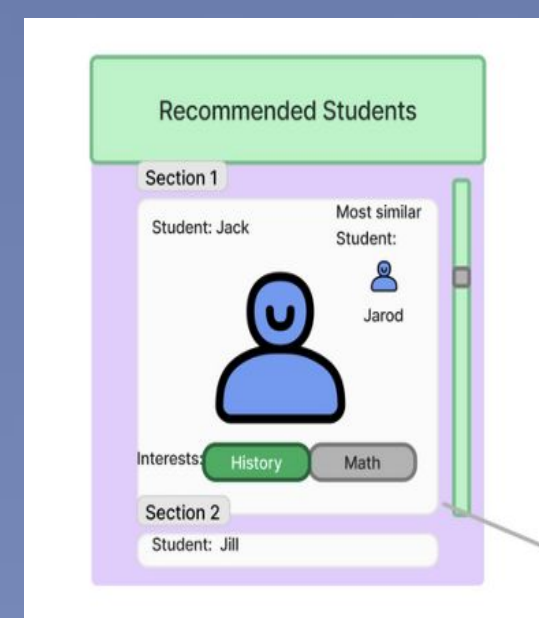 Recommended Students
Section 1
Student: Jack
Most similar
Student:
Jarod
Interests:
History
Math
Section 2
Student: Jill